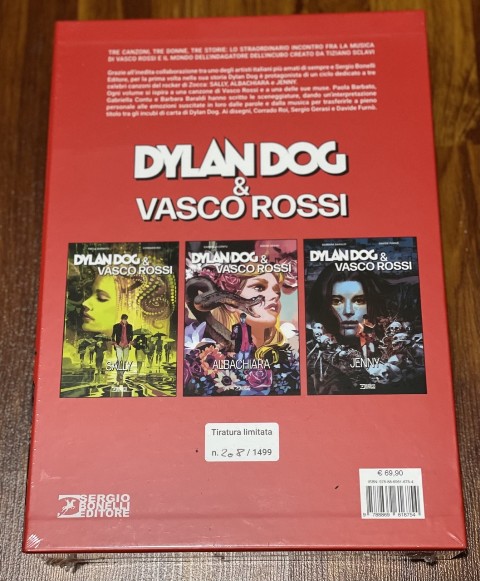 TRE CANZONI, TRE DONNE, TRE STORIE: LO STRAORDINARIO INCONTRO FRA LA MUSICA
DI VASCO ROSSI E IL MONDO DELL'INDAGATORE DELL'INCUBO CREATO DA TIZIANO SCLAVI
Grazie all'inedita collaborazione tra uno degli artisti italiani più amati di sempre e Sergio Bonelli
Editore, per la prima volta nella sua storia Dylan Dog è protagonista di un ciclo dedicato a tre
celebri canzoni del rocker di Zocca: SALLY, ALBACHIARA e JENNY.
Ogni volume si ispira a una canzone di Vasco Rossi e a una delle sue muse. Paola Barbato,
Gabriella Contu e Barbara Baraldi hanno scritto le sceneggiature, dando un'interpretazione
personale alle emozioni suscitate in loro dalle parole e dalla musica per trasferirle a pieno
titolo tra gli incubi di carta di Dylan Dog. Ai disegni, Corrado Roi, Sergio Gerasi e Davide Furnò.
DYLAN DOG
&
VASCO ROSSI
DYLAN DOG &
VASCO ROSSI
SALLY
DYLAN DOG &
VASCO ROSSI
ALBACHIARA
DYLAN DOG &
VASCO ROSSI
JENNY
Tiratura limitata
n. 208 / 1499
€ 69,90
SERGIO
BONELLI
EDITORE